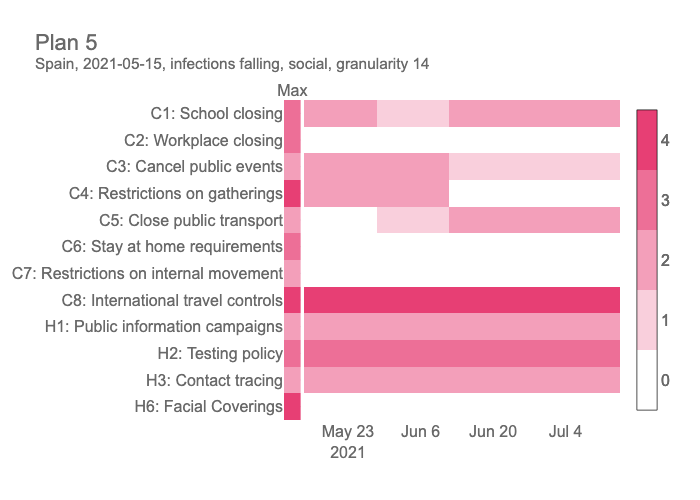 Plan 5
Spain, 2021-05-15, infections falling, social, granularity 14
Max
C1: School closing
C2: Workplace closing
C3: Cancel public events
C4: Restrictions on gatherings
C5: Close public transport
C6: Stay at home requirements
C7: Restrictions on internal movement
C8: International travel controls
H1: Public information campaigns
H2: Testing policy
H3: Contact tracing
H6: Facial Coverings
May 23 Jun 6 Jun 20 Jul 4
2021
4
3
2
1
0